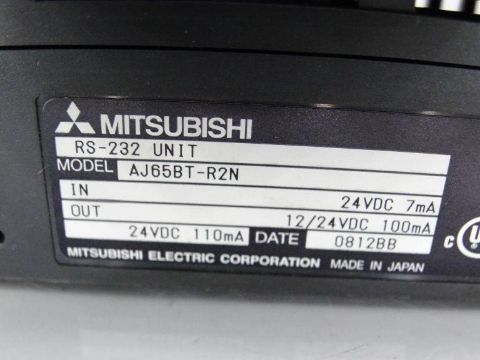 MITSUBISHI
RS-232 UNIT
MODEL AJ65BT-R2N
IN 24VDC 7mA
OUT 12/24VDC 100mA
24VDC 110mA DATE 0812BB
MITSUBISHI ELECTRIC CORPORATION MADE IN JAPAN
C